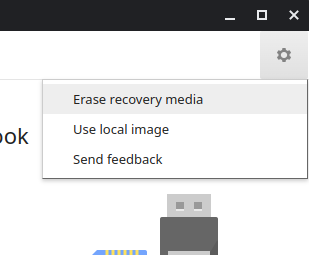 Erase recovery media
ook
Use local image
Send feedback